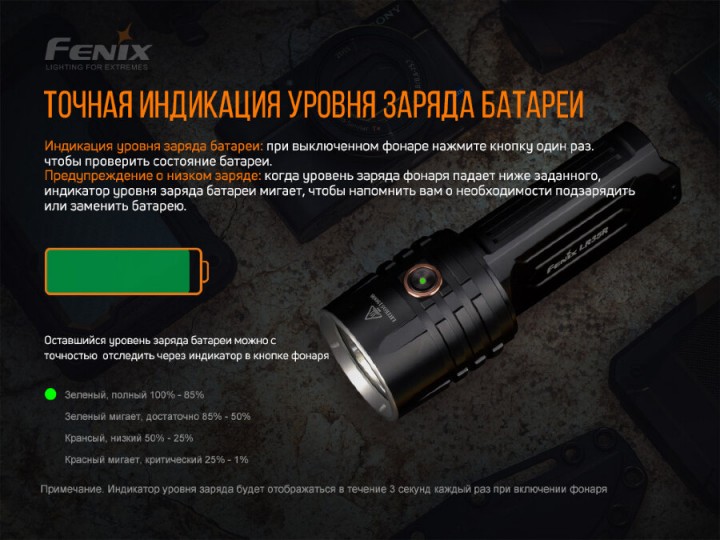 FENIX
LIGHTING FOR EXTREMES
ТОЧНАЯ ИНДИКАЦИЯ УРОВНЯ ЗАРЯДА БАТАРЕИ
Индикация уровня заряда батареи: при выключенном фонаре нажмите кнопку один раз.
чтобы проверить состояние батареи.
Предупреждение о низком заряде: когда уровень заряда фонаря падает ниже заданного,
индикатор уровня заряда батареи мигает, чтобы напомнить вам о необходимости подзарядить
или заменить батарею.
FENIX LR35R
Оставшийся уровень заряда батареи можно с
точностью отследить через индикатор в кнопке фонаря
Зеленый, полный 100% - 85%
Зеленый мигает, достаточно 85% - 50%
Крансый, низкий 50% - 25%
Красный мигает, критический 25% - 1%
Примечание. Индикатор уровня заряда будет отображаться в течение 3 секунд каждый раз при включении фонаря